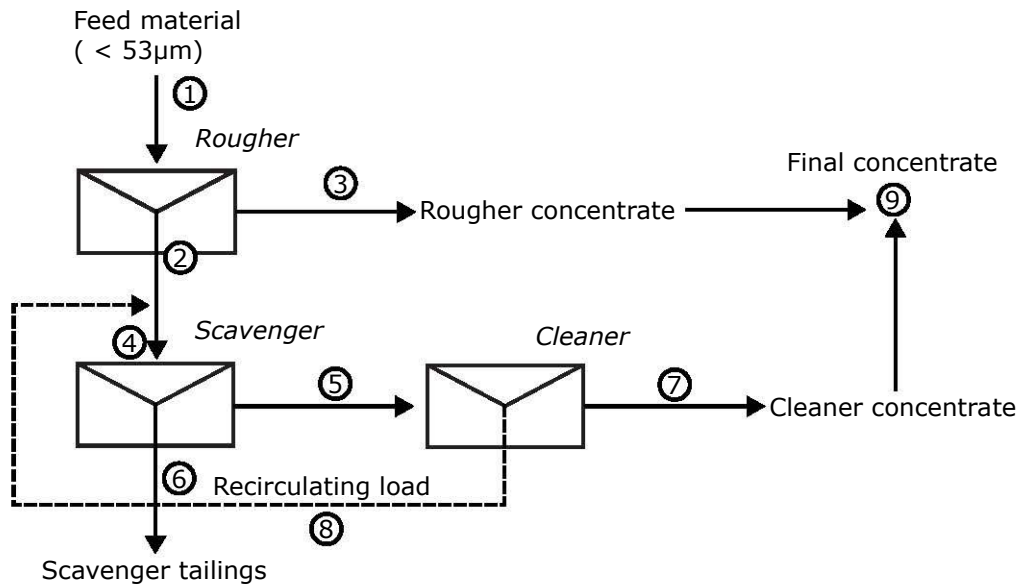 Feed material
( < 53µm)
1
Rougher
Final concentrate
3
Rougher concentrate
9
2
Scavenger
Cleaner
4
5
7
Cleaner concentrate
6
Recirculating load
8
Scavenger tailings